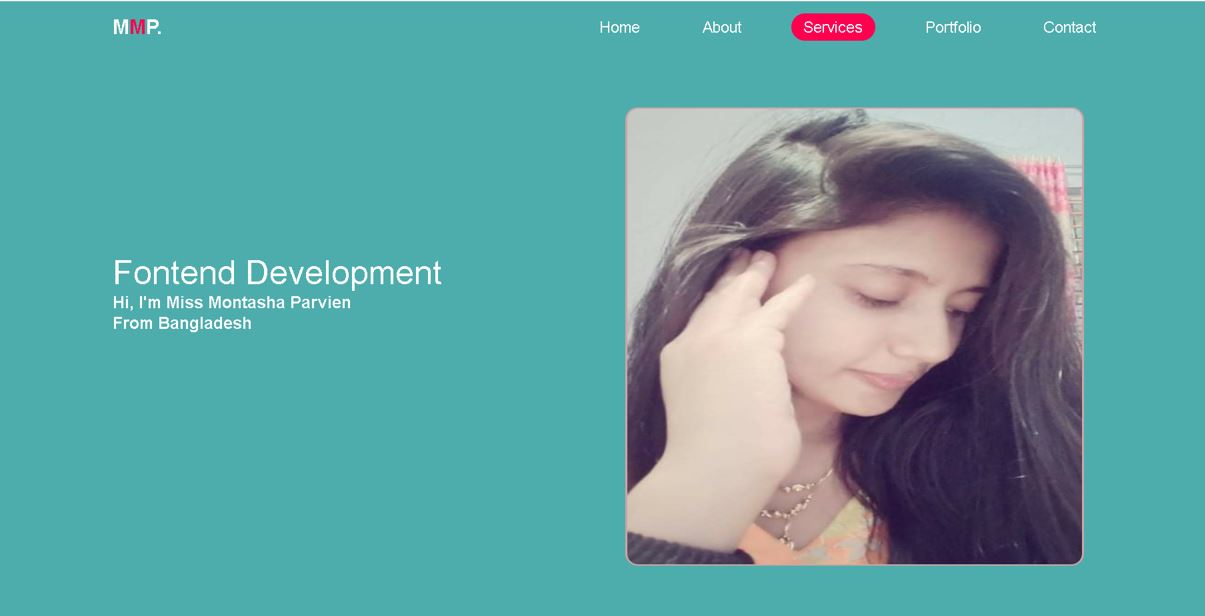 MMP.
Home About Services Portfolio Contact
Fontend Development
Hi, I'm Miss Montasha Parvien
From Bangladesh